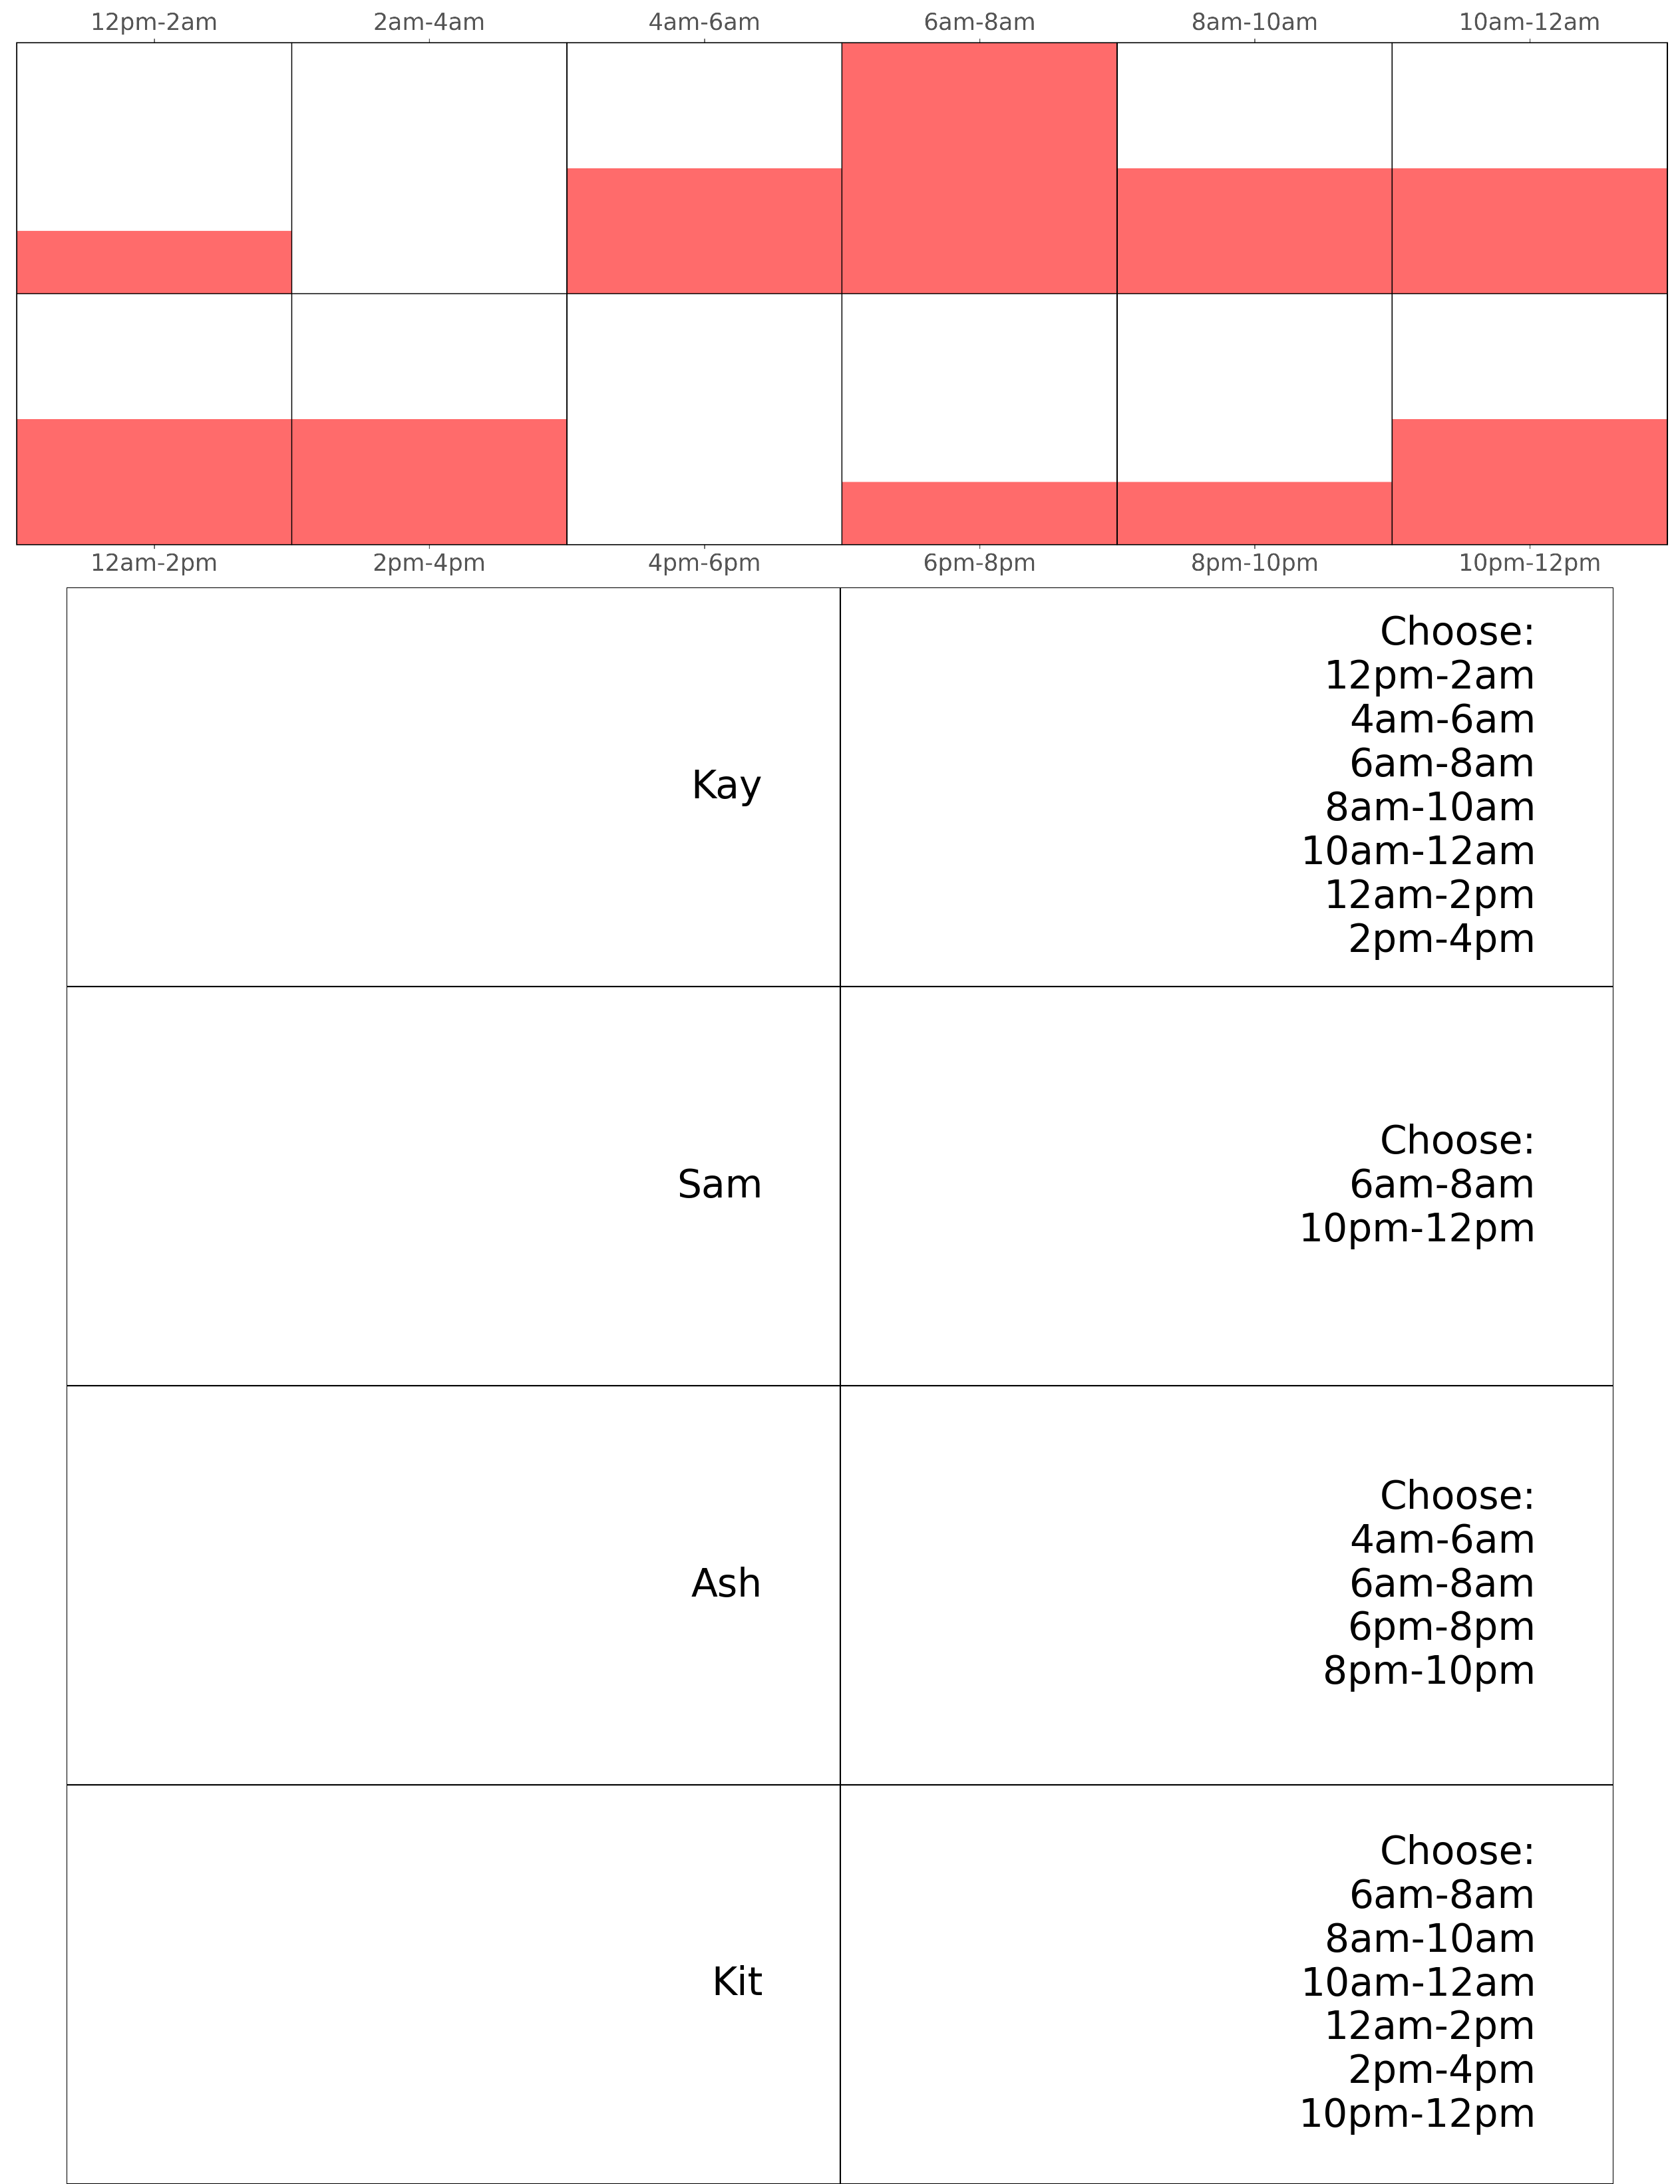 12pm-2am 2am-4am 4am-6am 6am-8am 8am-10am 10am-12am
12am-2pm 2pm-4pm 4pm-6pm 6pm-8pm 8pm-10pm 10pm-12pm
Kay
Choose:
12pm-2am
4am-6am
6am-8am
8am-10am
10am-12am
12am-2pm
2pm-4pm
Sam
Choose:
6am-8am
10pm-12pm
Ash
Choose:
4am-6am
6am-8am
6pm-8pm
8pm-10pm
Kit
Choose:
6am-8am
8am-10am
10am-12am
12am-2pm
2pm-4pm
10pm-12pm